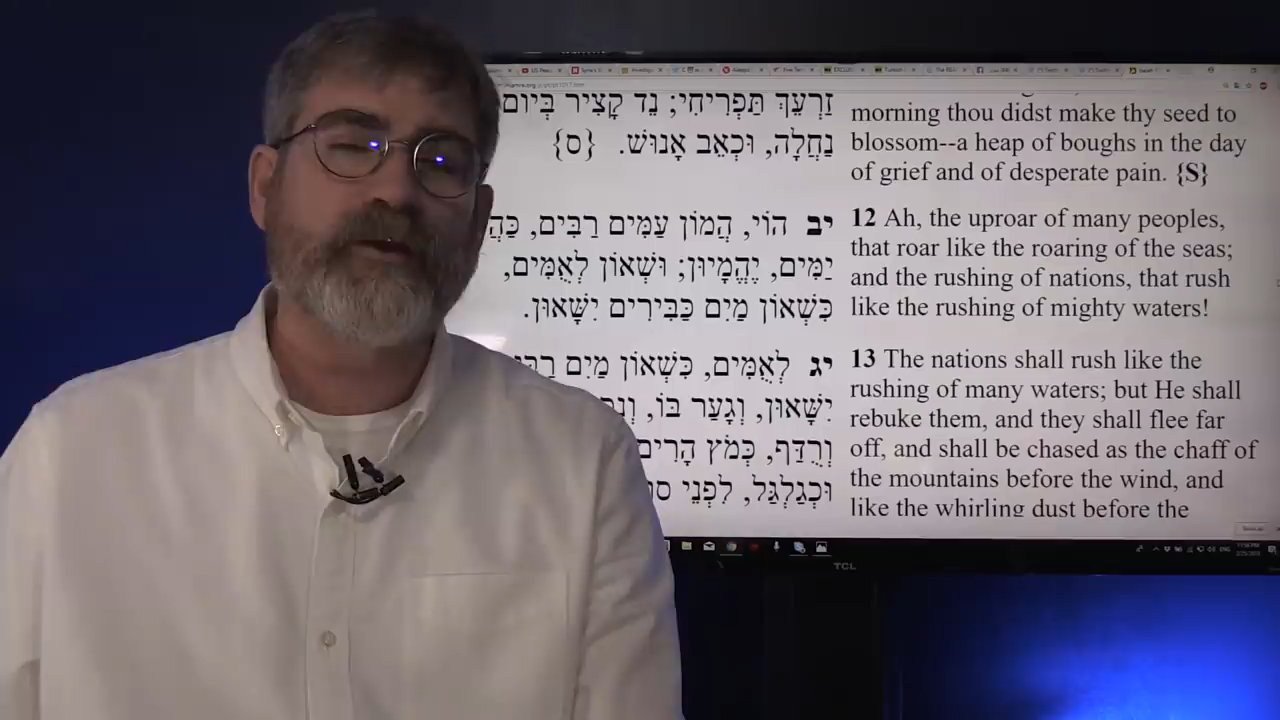 זַרְעֵךְ תַּפְרִיחִי; נֵד קָצִיר בְּיוֹם
נַחֲלָה, וּכְאֵב אָנוּשׁ. {ס}
יב הוֹי, הֲמוֹן עַמִּים רַבִּים,
יַמִּים, יֶהֱמָיוּן; וּשְׁאוֹן לְאֻמִּים,
כִּשְׁאוֹן מַיִם כַּבִּירִים יִשָּׁאוּן.
יג לְאֻמִּים, כִּשְׁאוֹן מַיִם
יִשָּׁאוּן, וְגָעַר בּוֹ,
וְרֻדַּף, כְּמֹץ הָרִים
וּכְגַלְגַּל, לִפְנֵי
morning thou didst make thy seed to
blossom--a heap of boughs in the day
of grief and of desperate pain. {S}
12 Ah, the uproar of many peoples,
that roar like the roaring of the seas;
and the rushing of nations, that rush
like the rushing of mighty waters!
13 The nations shall rush like the
rushing of many waters; but He shall
rebuke them, and they shall flee far
off, and shall be chased as the chaff of
the mountains before the wind, and
like the whirling dust before the
TCL